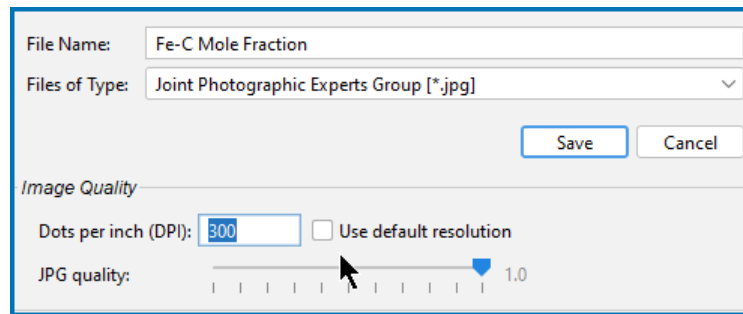 File Name: Fe-C Mole Fraction
Files of Type: Joint Photographic Experts Group [*.jpg]
Save Cancel
Image Quality
Dots per inch (DPI): 300 Use default resolution
JPG quality: 1.0